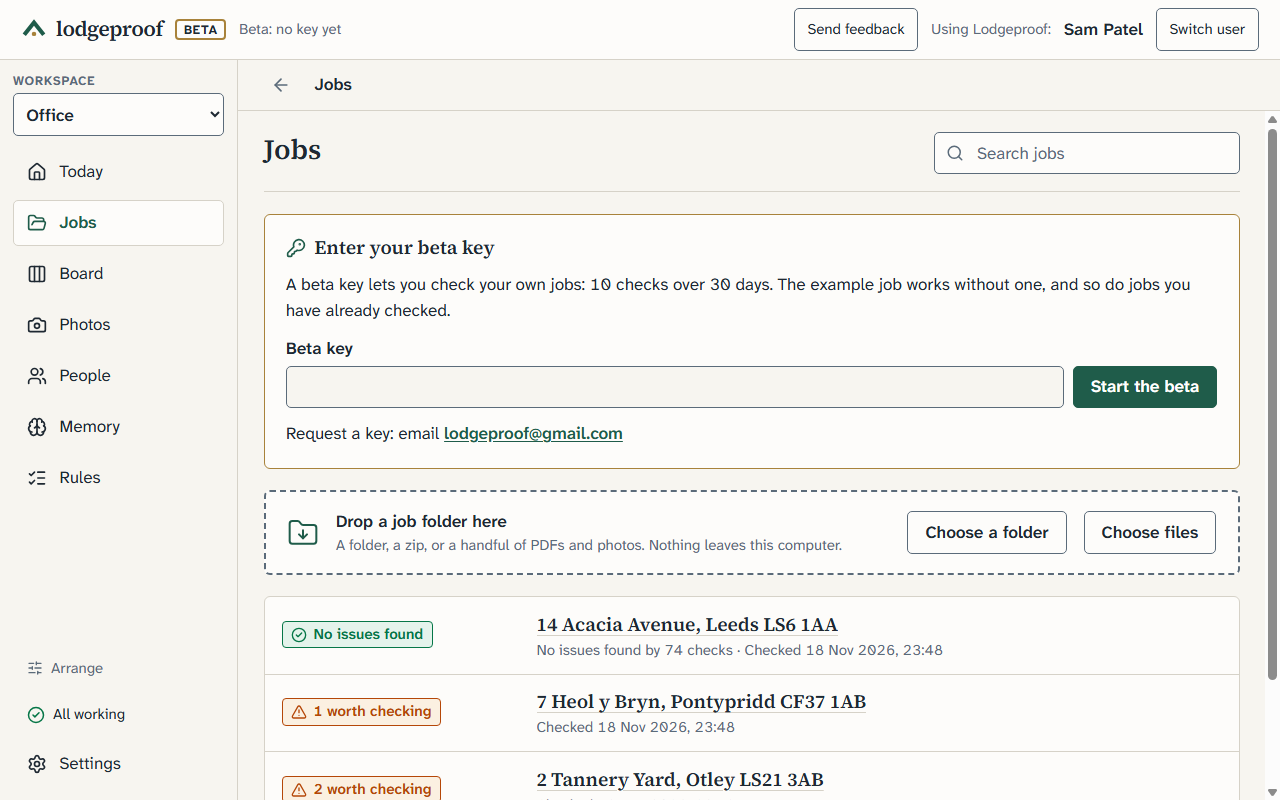 lodgeproof BETA Beta: no key yet Send feedback Using Lodgeproof: Sam Patel Switch user
WORKSPACE
Office
Today
Jobs
Board
Photos
People
Memory
Rules
Arrange
All working
Settings
Jobs
Jobs
Search jobs
Enter your beta key
A beta key lets you check your own jobs: 10 checks over 30 days. The example job works without one, and so do jobs you
have already checked.
Beta key
Start the beta
Request a key: email lodgeproof@gmail.com
Drop a job folder here
A folder, a zip, or a handful of PDFs and photos. Nothing leaves this computer.
Choose a folder
Choose files
No issues found
14 Acacia Avenue, Leeds LS6 1AA
No issues found by 74 checks · Checked 18 Nov 2026, 23:48
1 worth checking
7 Heol y Bryn, Pontypridd CF37 1AB
Checked 18 Nov 2026, 23:48
2 worth checking
2 Tannery Yard, Otley LS21 3AB